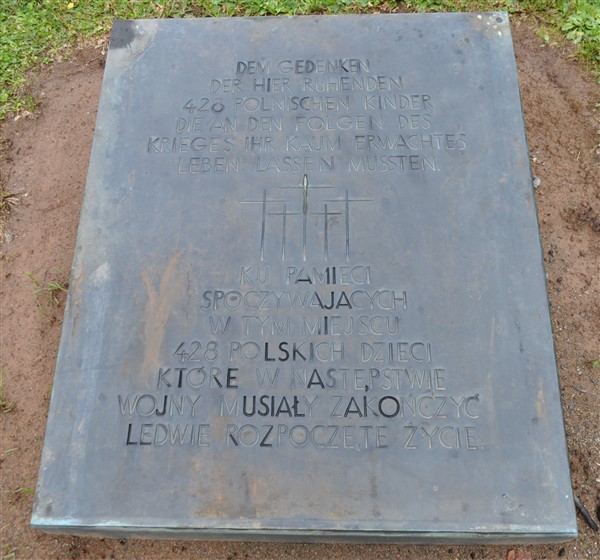 DEM GEDENKEN
DER HIER RUHENDEN
428 POLNISCHEN KINDER
DIE AN DEN FOLGEN DES
KRIEGES IHR KAUM ERWACHTES
LEBEN LASSEN MUSSTEN.
KU PAMIĘCI
SPOCZYWAJĄCYCH
W TYM MIEJSCU
428 POLSKICH DZIECI
KTÓRE W NASTĘPSTWIE
WOJNY MUSIAŁY ZAKOŃCZYĆ
LEDWIE ROZPOCZĘTE ŻYCIE.